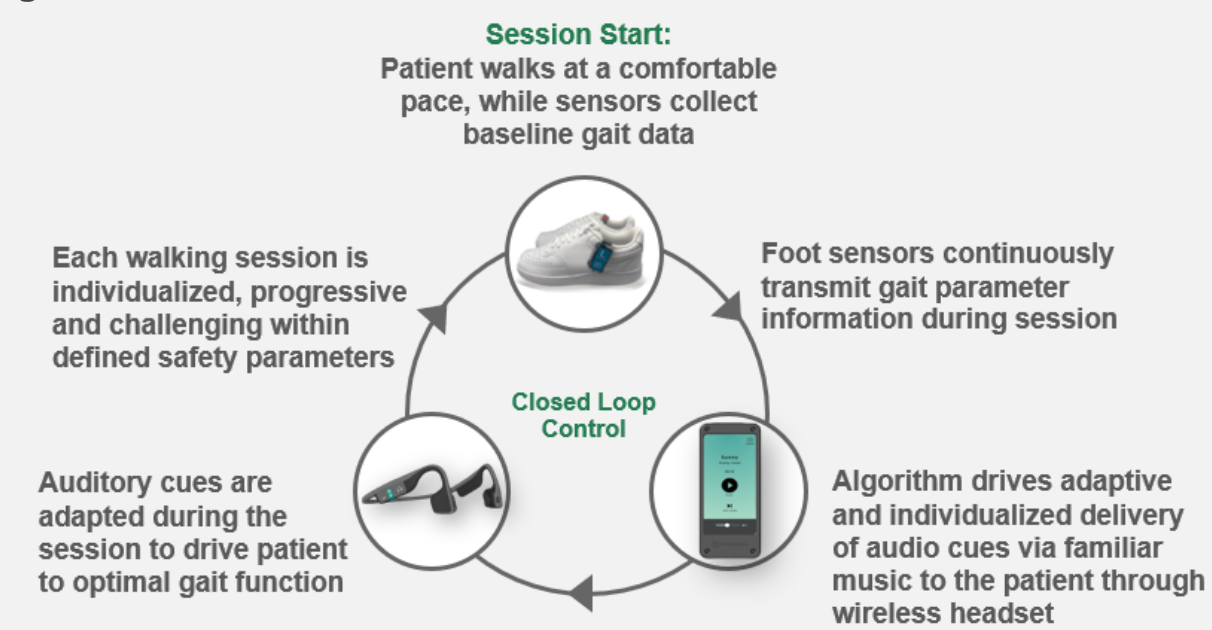 Session Start:
Patient walks at a comfortable
pace, while sensors collect
baseline gait data
Foot sensors continuously
transmit gait parameter
information during session
Algorithm drives adaptive
and individualized delivery
of audio cues via familiar
music to the patient through
wireless headset
Auditory cues are
adapted during the
session to drive patient
to optimal gait function
Each walking session is
individualized, progressive
and challenging within
defined safety parameters
Closed Loop
Control